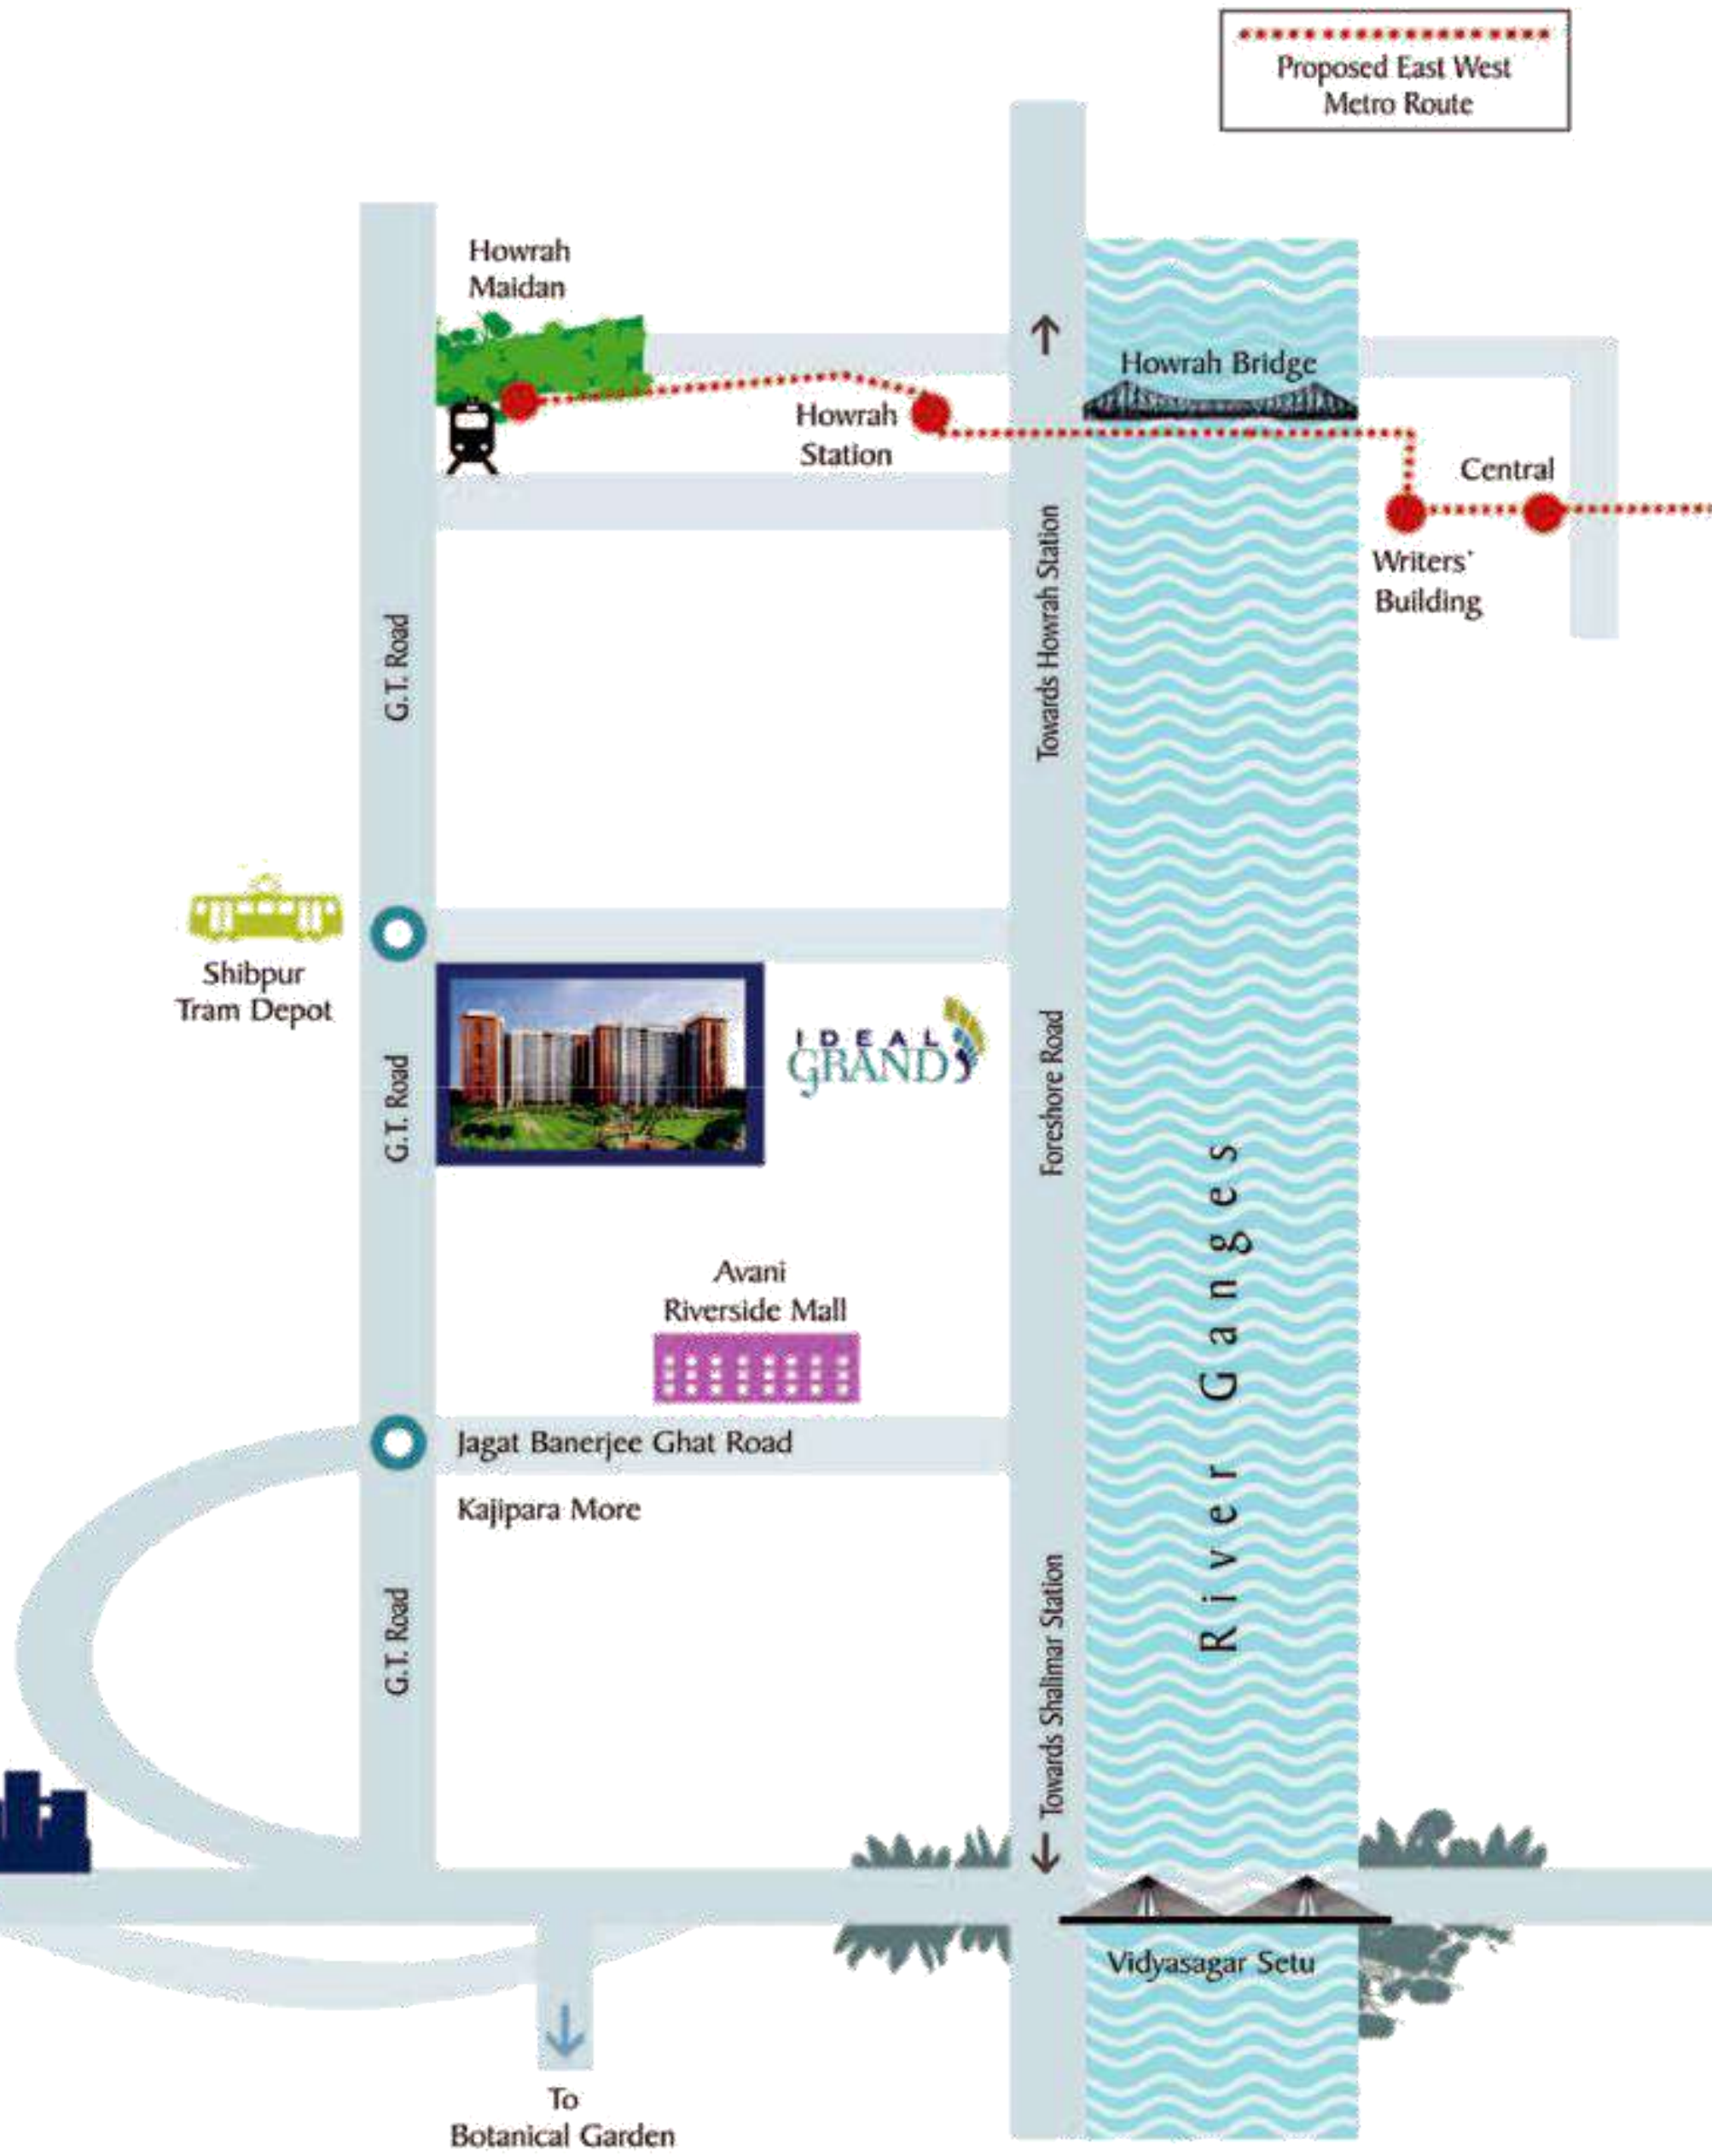 Proposed East West
Metro Route
Howrah
Maidan
Howrah Bridge
Howrah
Station
Central
Writers'
Building
Towards Howrah Station
G.T. Road
Shibpur
Tram Depot
IDEAL
GRAND
G.T. Road
Foreshore Road
River Ganges
Avani
Riverside Mall
Jagat Banerjee Ghat Road
Kajipara More
G.T. Road
Towards Shalimar Station
Vidyasagar Setu
To
Botanical Garden